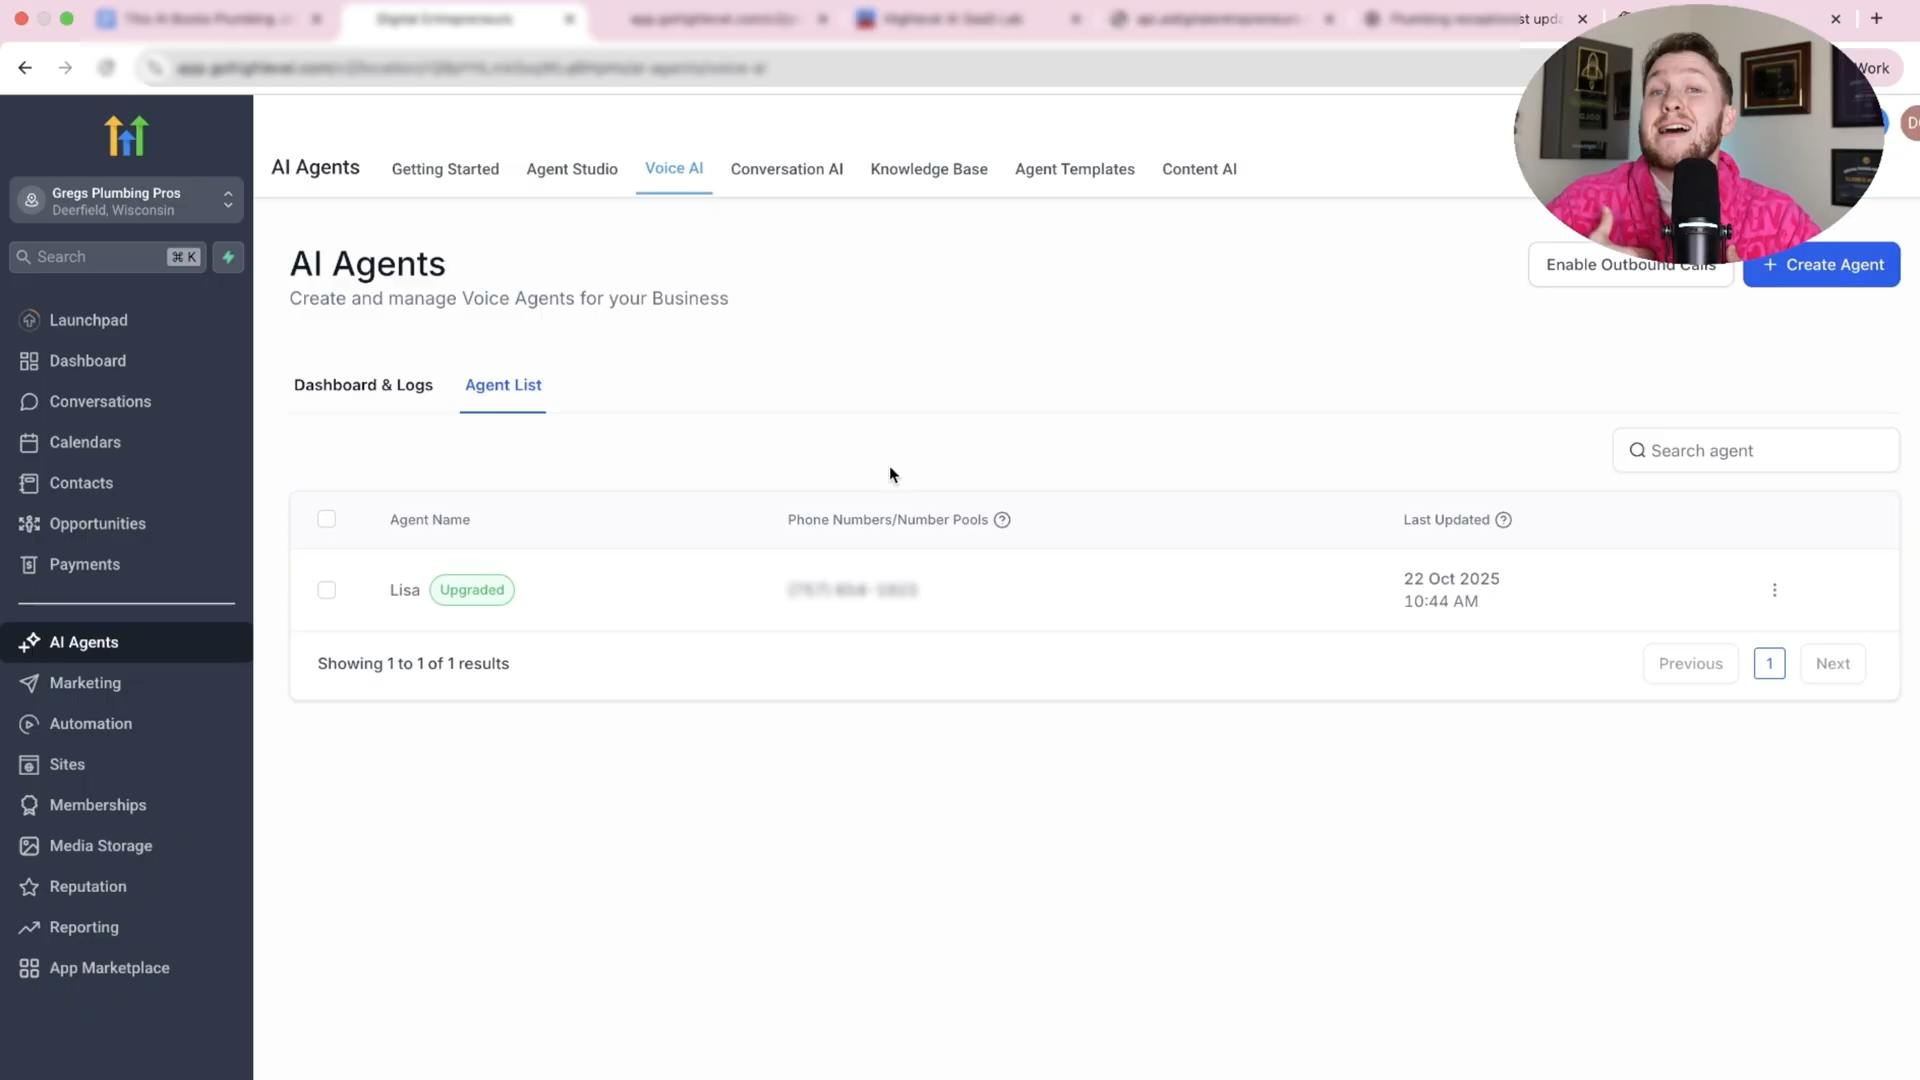 st upd
Work
Gregs Plumbing Pros
Deerfield, Wisconsin
Search
⌘ K
Launchpad
Dashboard
Conversations
Calendars
Contacts
Opportunities
Payments
AI Agents
Marketing
Automation
Sites
Memberships
Media Storage
Reputation
Reporting
App Marketplace
AI Agents
Getting Started
Agent Studio
Voice AI
Conversation AI
Knowledge Base
Agent Templates
Content AI
AI Agents
Create and manage Voice Agents for your Business
Enable Outbound Calls
+ Create Agent
Dashboard & Logs
Agent List
Search agent
Agent Name
Phone Numbers/Number Pools
Last Updated
Lisa
Upgraded
22 Oct 2025
10:44 AM
Showing 1 to 1 of 1 results
Previous
1
Next